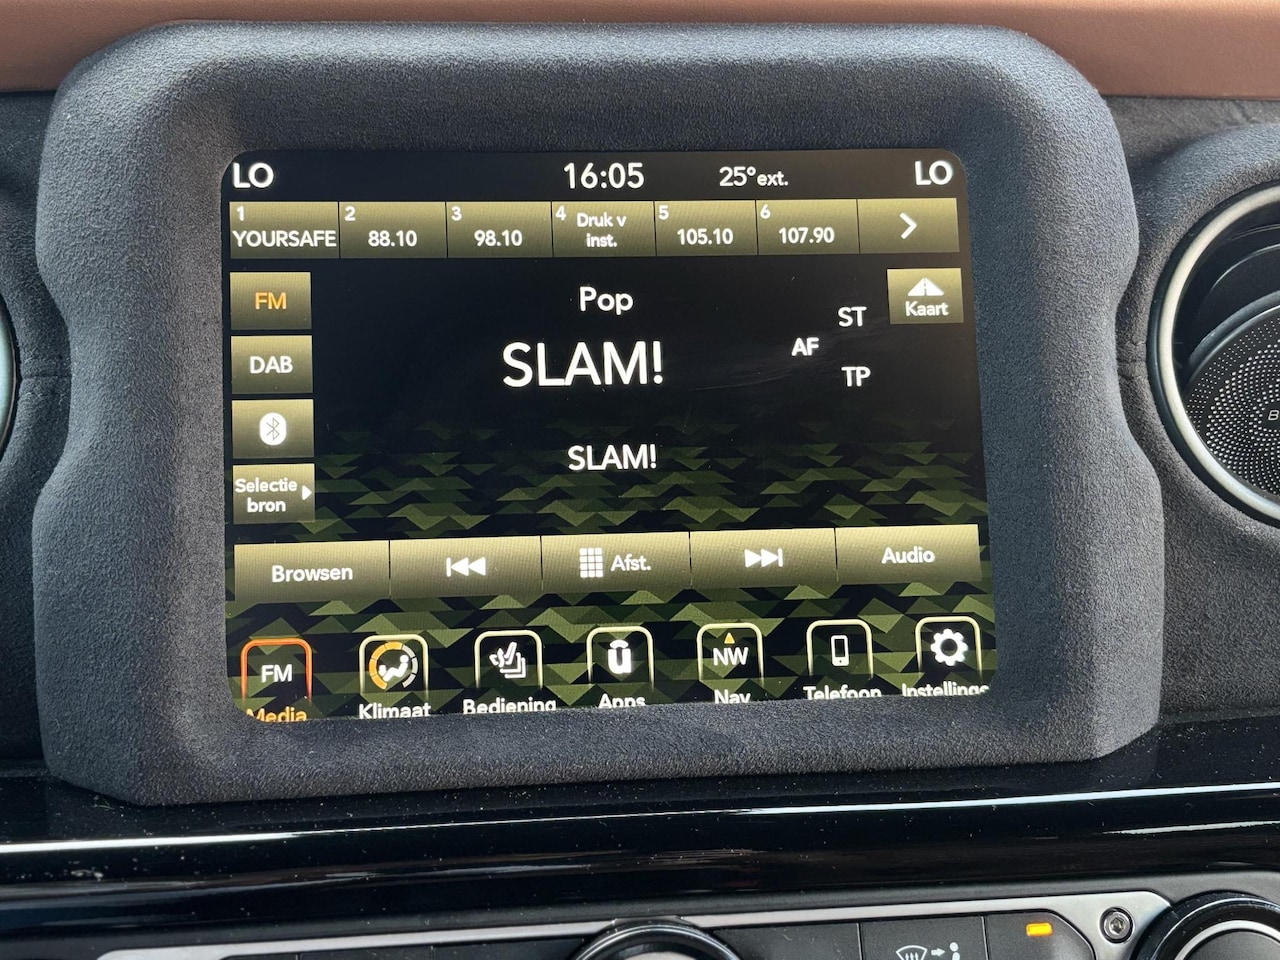 LO 16:05 25° ext. LO
1 YOURSAFE
2 88.10
3 98.10
4 Druk v
inst.
5 105.10
6 107.90
FM
Pop
Kaart
ST
AF
DAB
SLAM!
TP
SLAM!
Selectie
bron
Browsen
Afst.
Audio
FM
NW
Media
Klimaat
Bediening
Apps
Nav
Telefoon
Instellinge